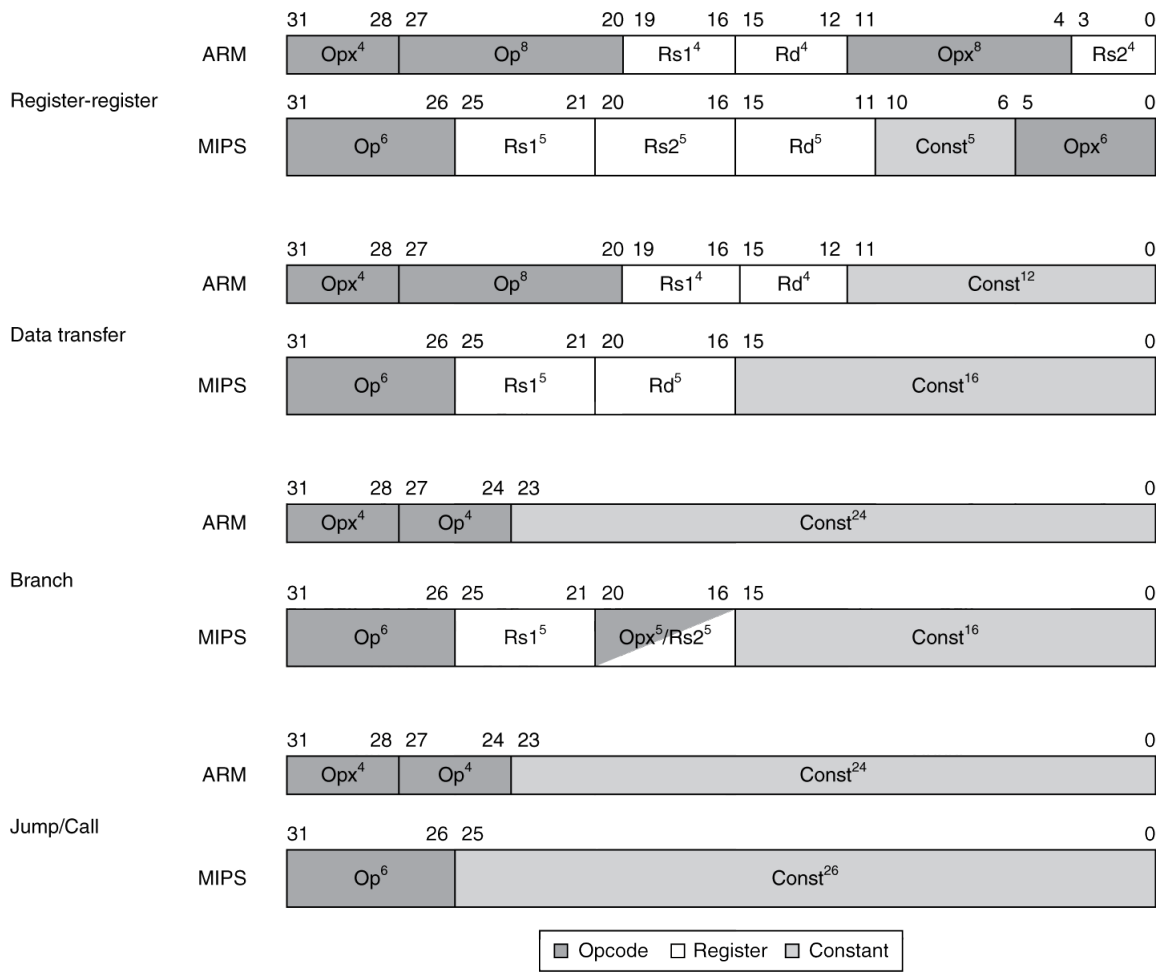 31 28 27 20 19 16 15 12 11 4 3 0
ARM Opx⁴ Op⁸ Rs1⁴ Rd⁴ Opx⁸ Rs2⁴
Register-register
31 26 25 21 20 16 15 11 10 6 5 0
MIPS Op⁶ Rs1⁵ Rs2⁵ Rd⁵ Const⁵ Opx⁶
31 28 27 20 19 16 15 12 11 0
ARM Opx⁴ Op⁸ Rs1⁴ Rd⁴ Const¹²
Data transfer
31 26 25 21 20 16 15 0
MIPS Op⁶ Rs1⁵ Rd⁵ Const¹⁶
31 28 27 24 23 0
ARM Opx⁴ Op⁴ Const²⁴
Branch
31 26 25 21 20 16 15 0
MIPS Op⁶ Rs1⁵ Opx⁵/Rs2⁵ Const¹⁶
31 28 27 24 23 0
ARM Opx⁴ Op⁴ Const²⁴
Jump/Call
31 26 25 0
MIPS Op⁶ Const²⁶
Opcode Register Constant